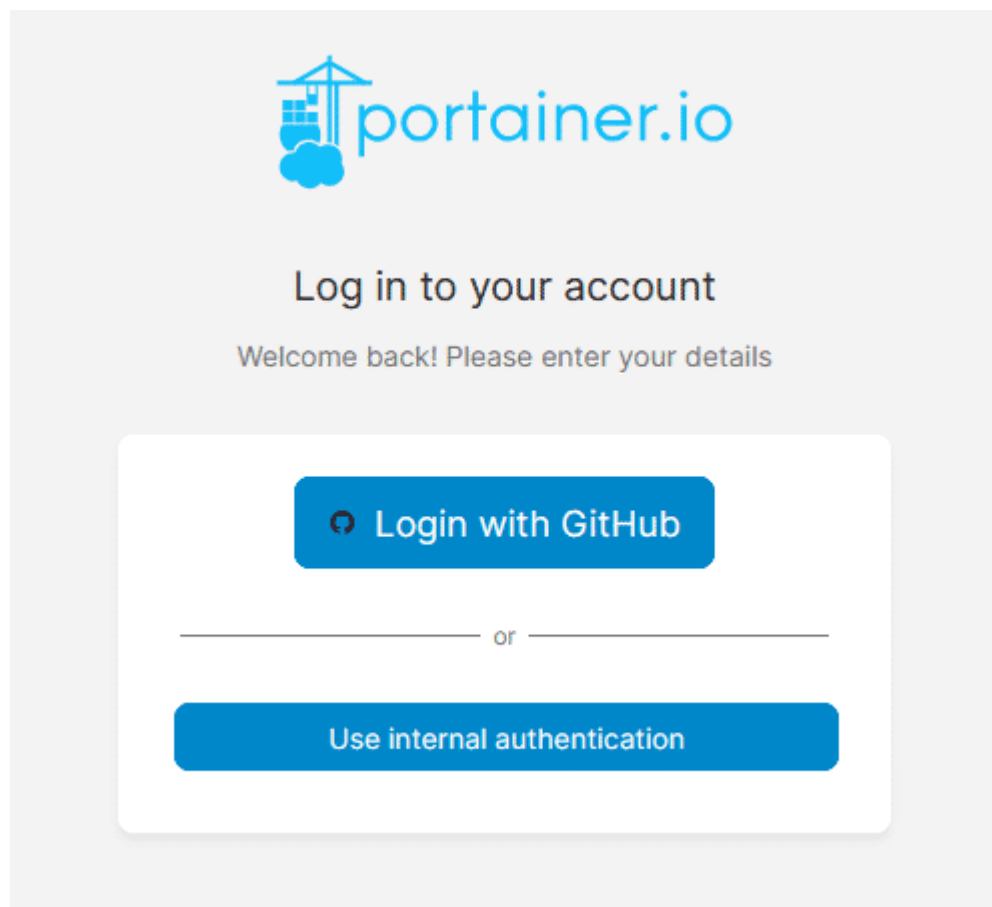 portainer.io
Log in to your account
Welcome back! Please enter your details
Login with GitHub
or
Use internal authentication